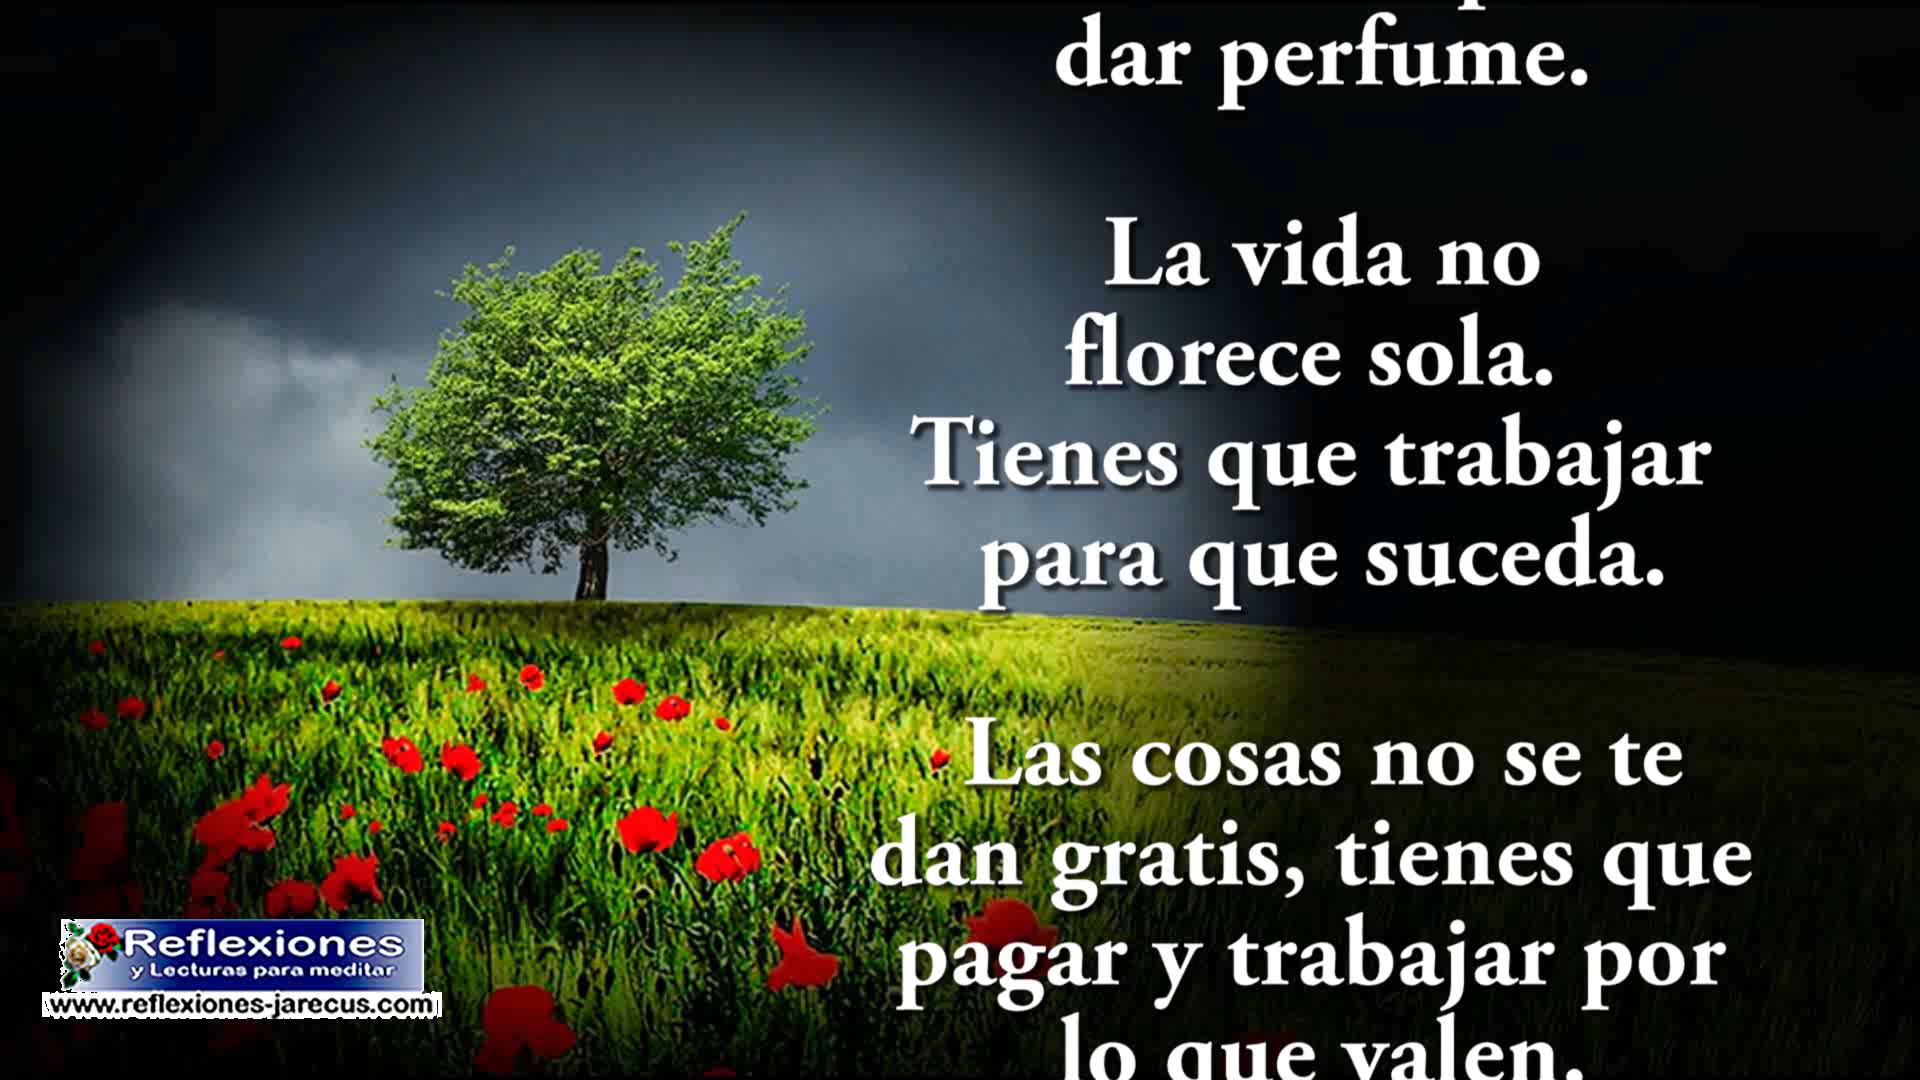 dar perfume.
La vida no
florece sola.
Tienes que trabajar
para que suceda.
Las cosas no se te
dan gratis, tienes que
pagar y trabajar por
lo que valen.
Reflexiones
y Lecturas para meditar
www.reflexiones-jarecus.com